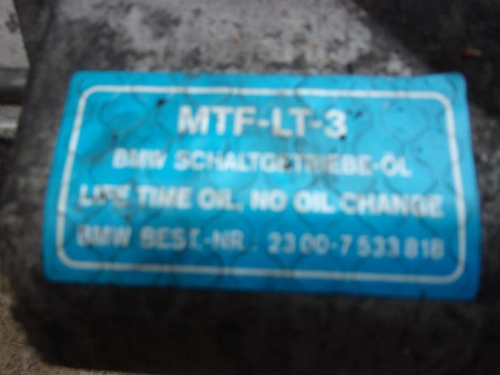 MTF-LT-3
BMW SCHALTGETRIEBE-ÖL
LIFE TIME OIL, NO OIL CHANGE
BMW BEST.-NR.: 23 00-7 533 818